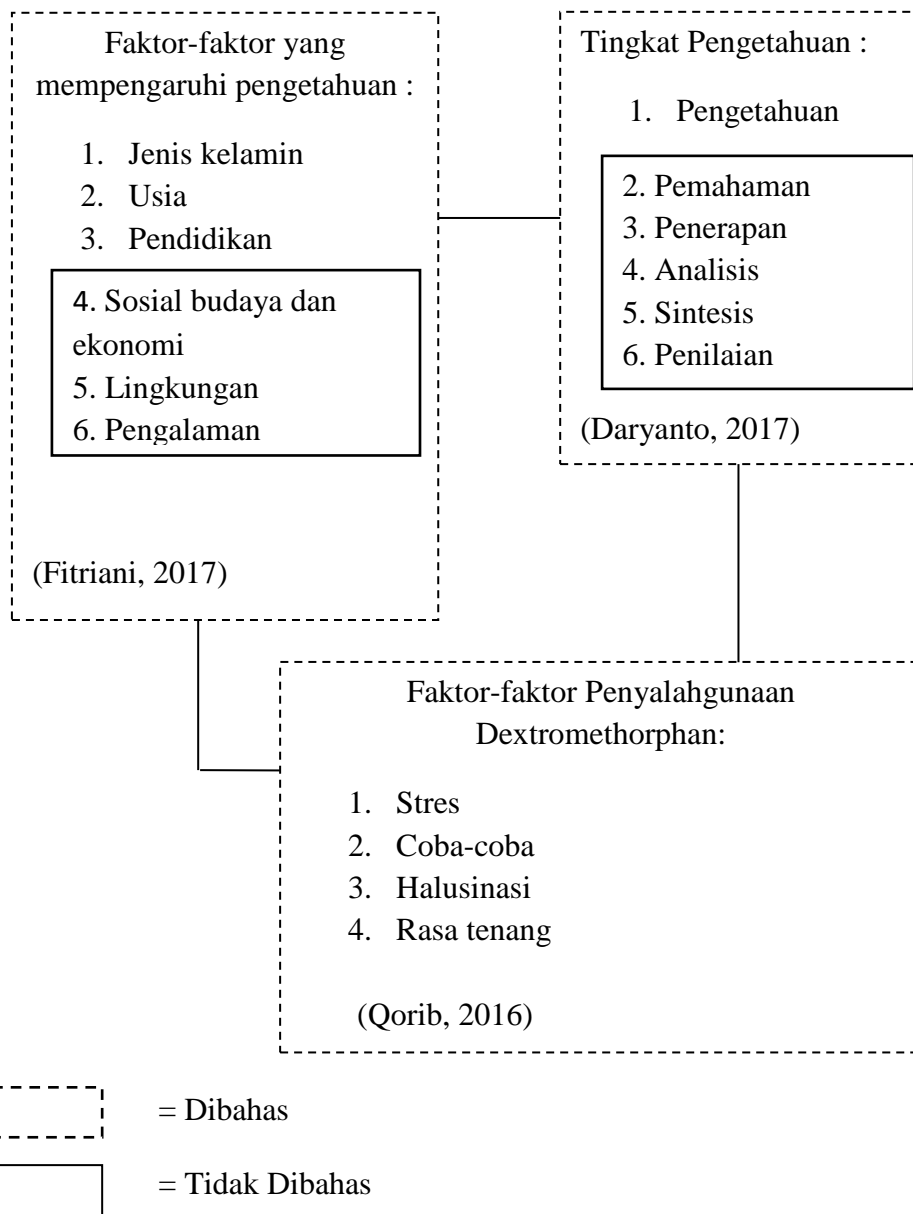 Faktor-faktor yang
mempengaruhi pengetahuan :
1. Jenis kelamin
2. Usia
3. Pendidikan
4. Sosial budaya dan
ekonomi
5. Lingkungan
6. Pengalaman
(Fitriani, 2017)
Tingkat Pengetahuan :
1. Pengetahuan
2. Pemahaman
3. Penerapan
4. Analisis
5. Sintesis
6. Penilaian
(Daryanto, 2017)
Faktor-faktor Penyalahgunaan
Dextromethorphan:
1. Stres
2. Coba-coba
3. Halusinasi
4. Rasa tenang
(Qorib, 2016)
= Dibahas
= Tidak Dibahas